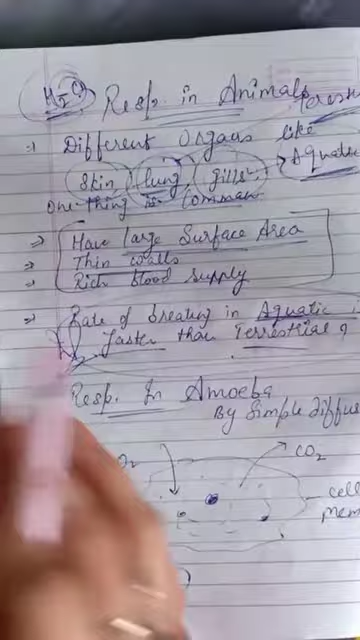 Resp. in Animals
⇒ Different Organs like
Skin, lung, gills, → Aquatic
One thing is Common
⇒ Have large Surface Area
⇒ Thin walls
⇒ Rich blood supply
⇒ Rate of breating in Aquatic
faster than Terrestrial
Resp. In Amoeba
By Simple diffus
CO2
cell
mem